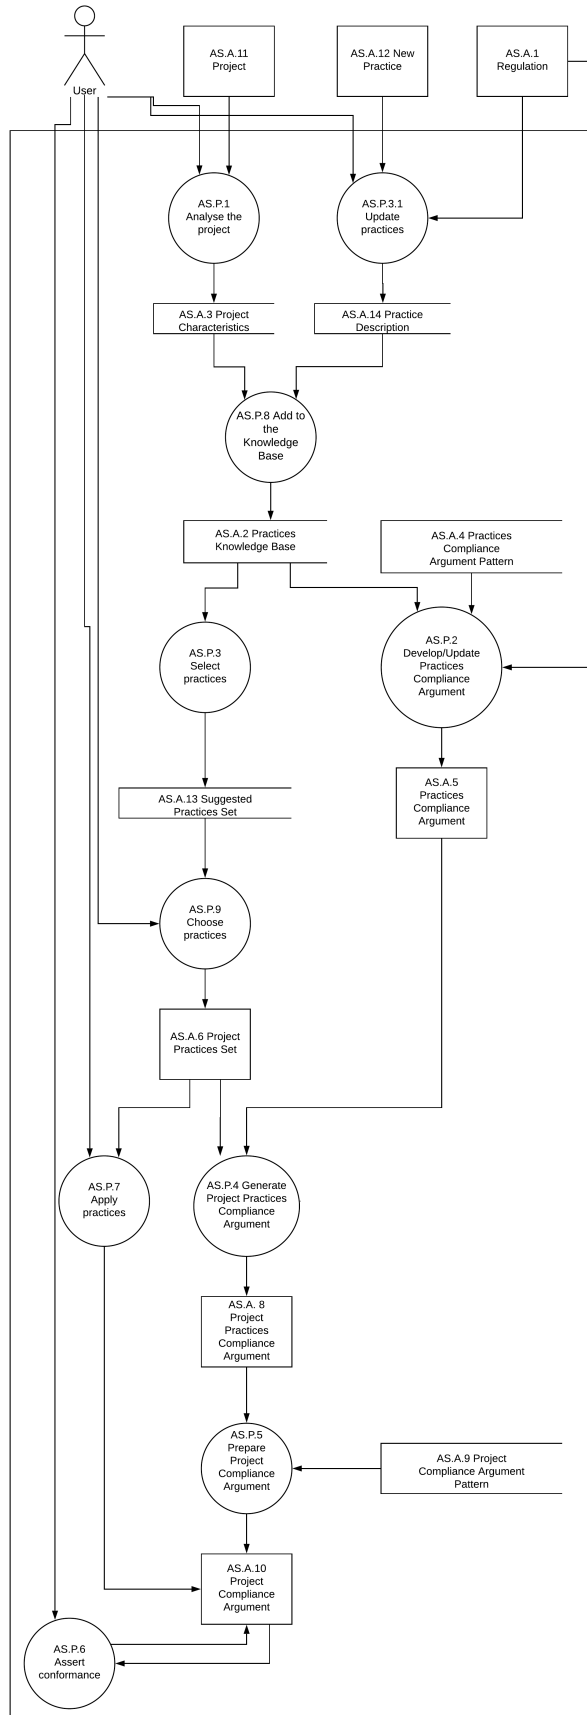 AS.A.11
Project
AS.A.12 New
Practice
AS.A.1
Regulation
User
AS.P.1
Analyse the
project
AS.P.3.1
Update
practices
AS.A.3 Project
Characteristics
AS.A.14 Practice
Description
AS.P.8 Add to
the
Knowledge
Base
AS.A.2 Practices
Knowledge Base
AS.A.4 Practices
Compliance
Argument Pattern
AS.P.3
Select
practices
AS.P.2
Develop/Update
Practices
Compliance
Argument
AS.A.13 Suggested
Practices Set
AS.A.5
Practices
Compliance
Argument
AS.P.9
Choose
practices
AS.A.6 Project
Practices Set
AS.P.7
Apply
practices
AS.P.4 Generate
Project Practices
Compliance
Argument
AS.A. 8
Project
Practices
Compliance
Argument
AS.P.5
Prepare
Project
Compliance
Argument
AS.A.9 Project
Compliance Argument
Pattern
AS.A.10
Project
Compliance
Argument
AS.P.6
Assert
conformance